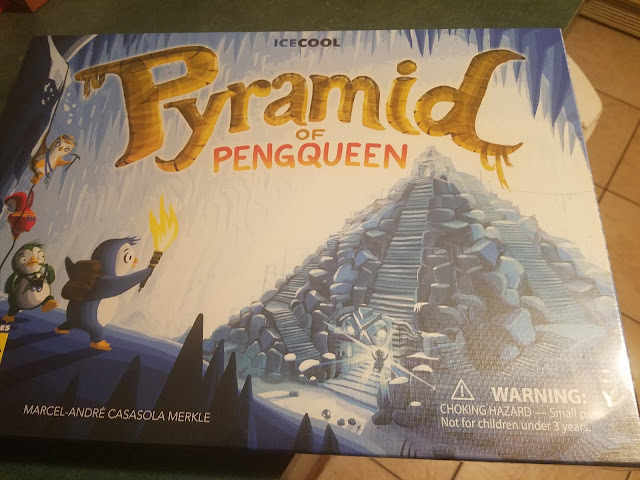 ICECOOL
Pyramid
OF
PENGQUEEN
MARCEL-ANDRÉ CASASOLA MERKLE
WARNING:
CHOKING HAZARD — Small
Not for children under 3 years.